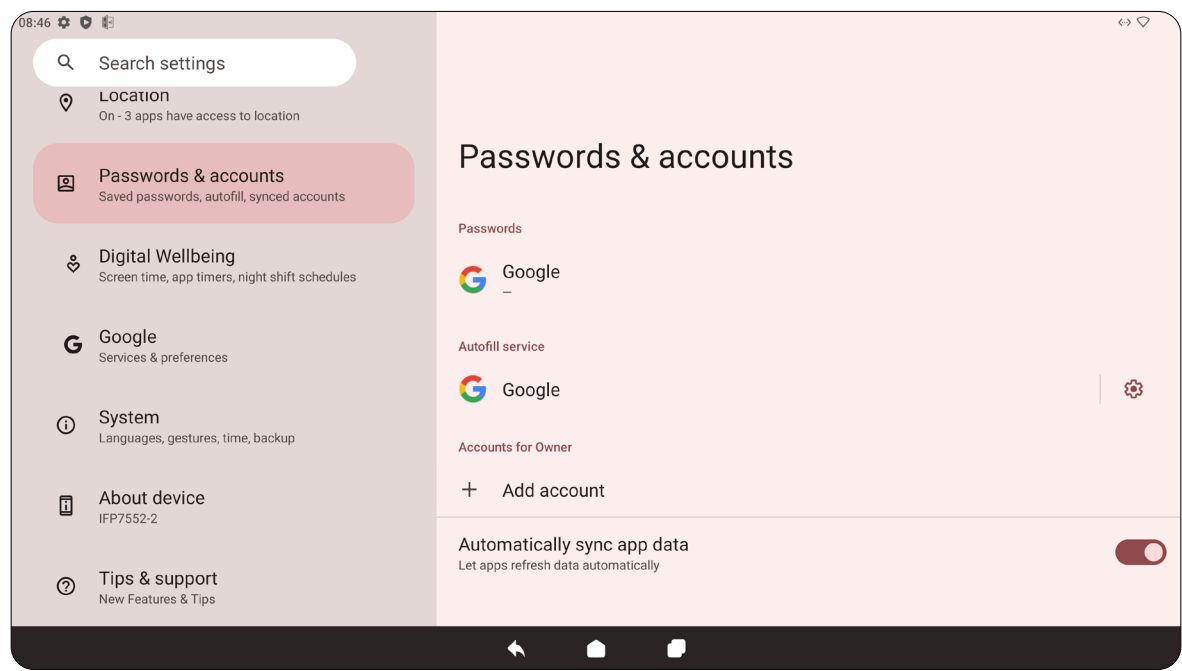 08:46
Search settings
Location
On - 3 apps have access to location
Passwords & accounts
Saved passwords, autofill, synced accounts
Digital Wellbeing
Screen time, app timers, night shift schedules
Google
Services & preferences
System
Languages, gestures, time, backup
About device
IFP7552-2
Tips & support
New Features & Tips
Passwords & accounts
Passwords
Google
–
Autofill service
Google
Accounts for Owner
Add account
Automatically sync app data
Let apps refresh data automatically